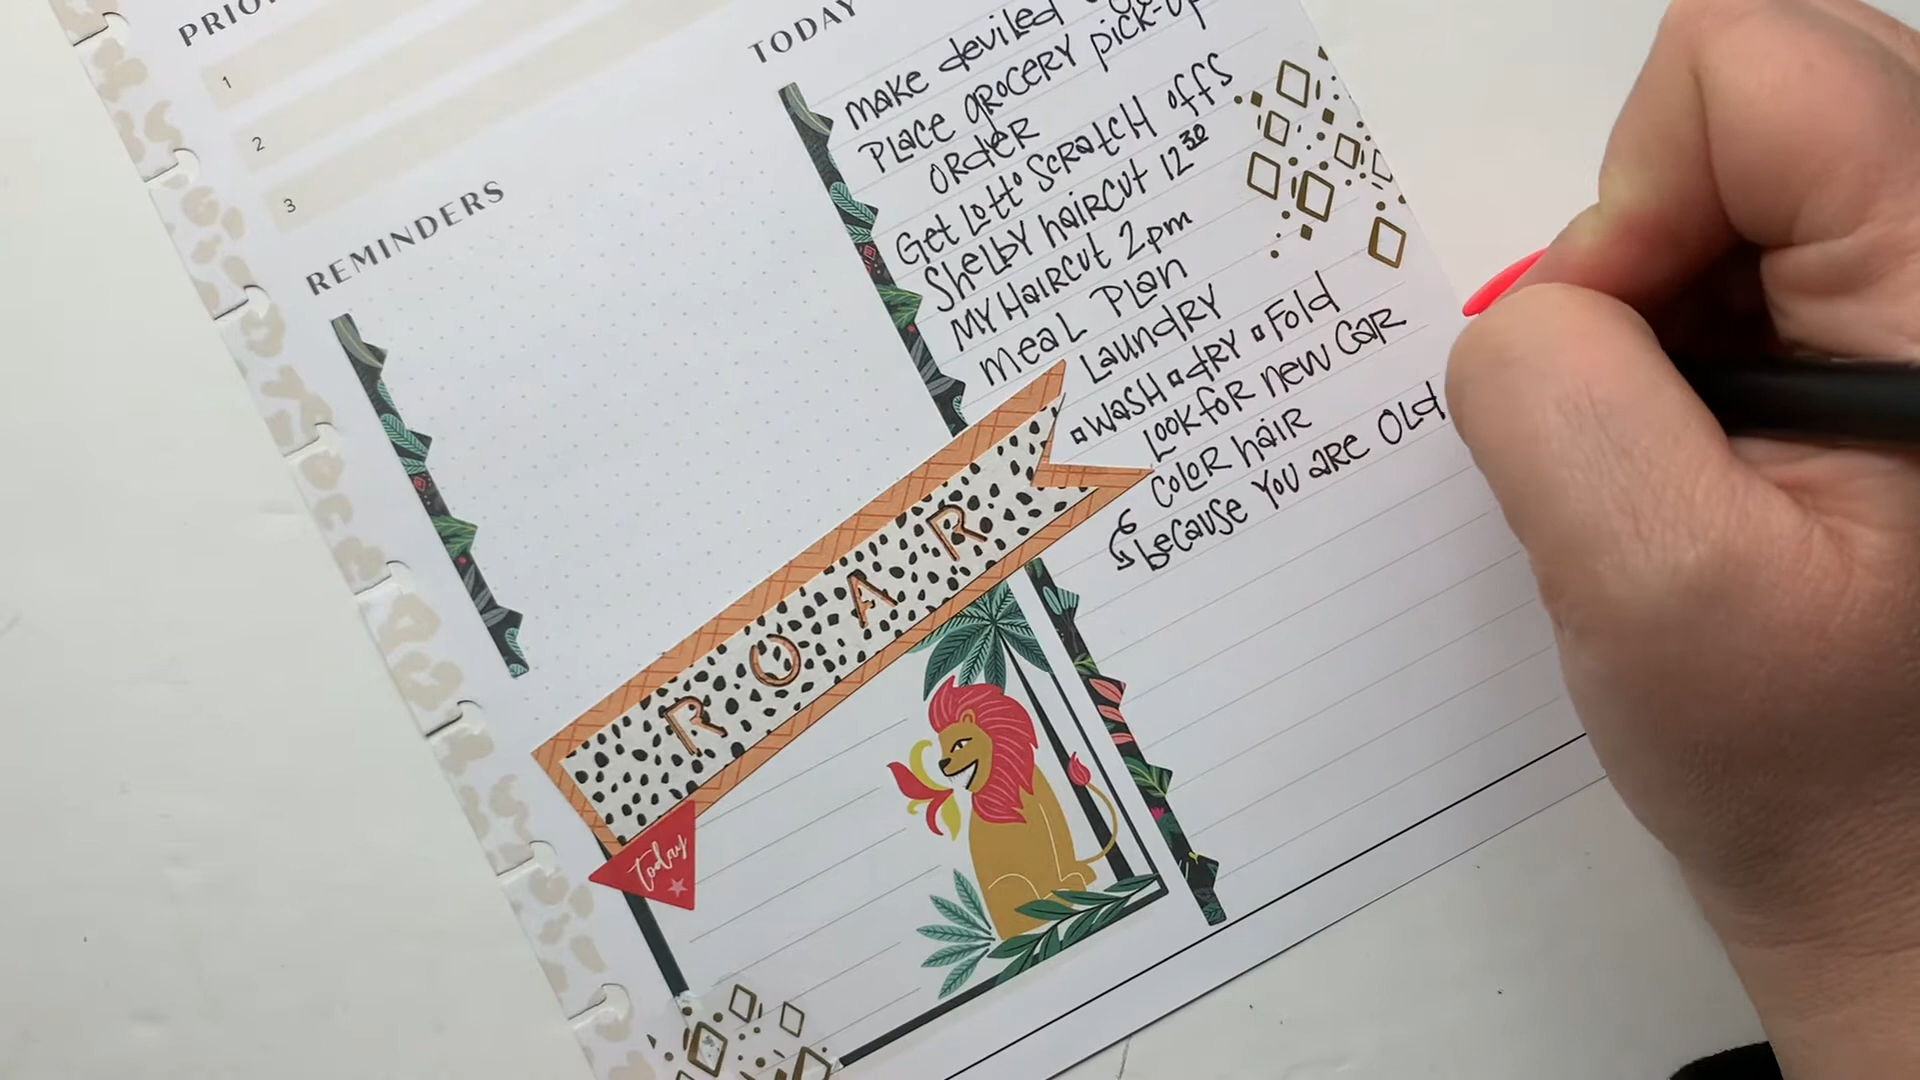 TODAY
1
2
3
REMINDERS
make deviled
PLACE GROCERY pick-up
ORDER
Get Lotto Scratch offs
Shelby haircut 12 30
MY Haircut 2pm
meal Plan
Laundry
wash dry Fold
Look for new car
COLOR hair
because YOU ARE OLD
ROAR
today